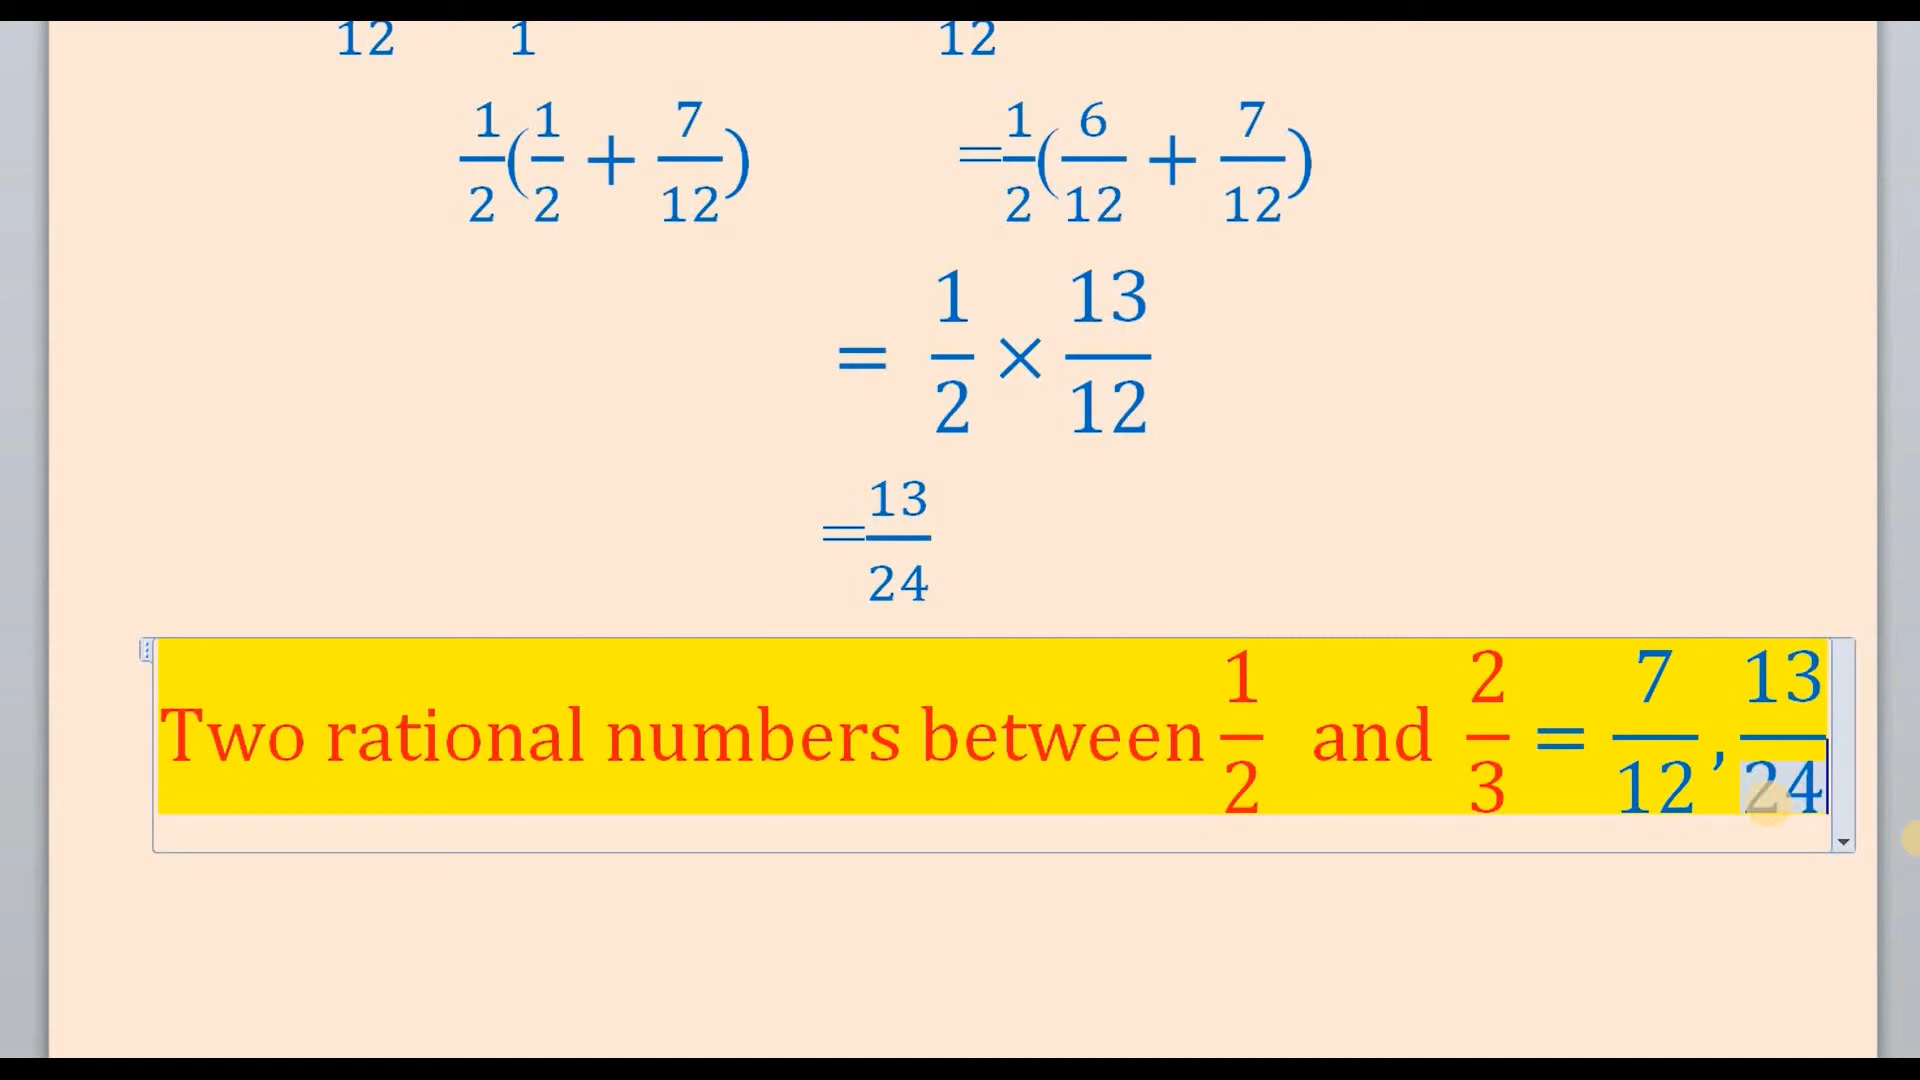 12 1 12
1/2(1/2 + 7/12) =1/2(6/12 + 7/12)
= 1/2 × 13/12
=13/24
Two rational numbers between 1/2 and 2/3 = 7/12, 13/24